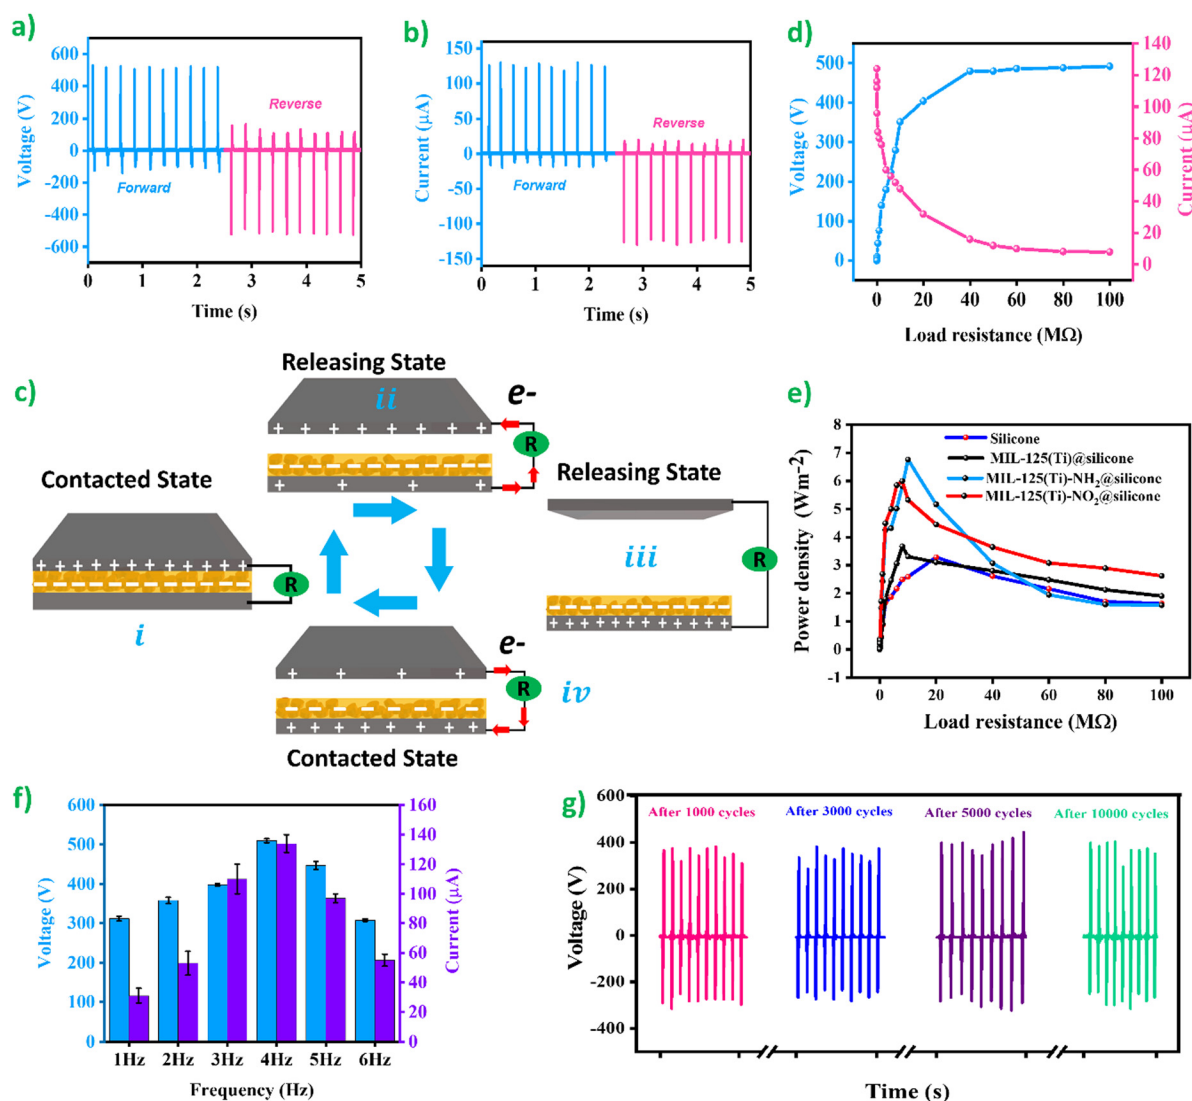 a)
600
400
200
0
-200
-400
-600
Voltage (V)
Reverse
Forward
0 1 2 3 4 5
Time (s)
b)
150
100
50
0
-50
-100
-150
Current (μA)
Reverse
Forward
0 1 2 3 4 5
Time (s)
d)
500
400
300
200
100
0
Voltage (V)
140
120
100
80
60
40
20
0
Current (μA)
0 20 40 60 80 100
Load resistance (MΩ)
c)
Releasing State
ii
e-
R
Contacted State
R
i
Releasing State
iii
R
e-
R
iv
Contacted State
e)
8
7
6
5
4
3
2
1
0
-1
Power density (Wm-2)
Silicone
MIL-125(Ti)@silicone
MIL-125(Ti)-NH2@silicone
MIL-125(Ti)-NO2@silicone
0 20 40 60 80 100
Load resistance (MΩ)
f)
600
500
400
300
200
100
0
Voltage (V)
160
140
120
100
80
60
40
20
0
Current (μA)
1Hz 2Hz 3Hz 4Hz 5Hz 6Hz
Frequency (Hz)
g)
600
400
200
0
-200
-400
Voltage (V)
After 1000 cycles
After 3000 cycles
After 5000 cycles
After 10000 cycles
Time (s)